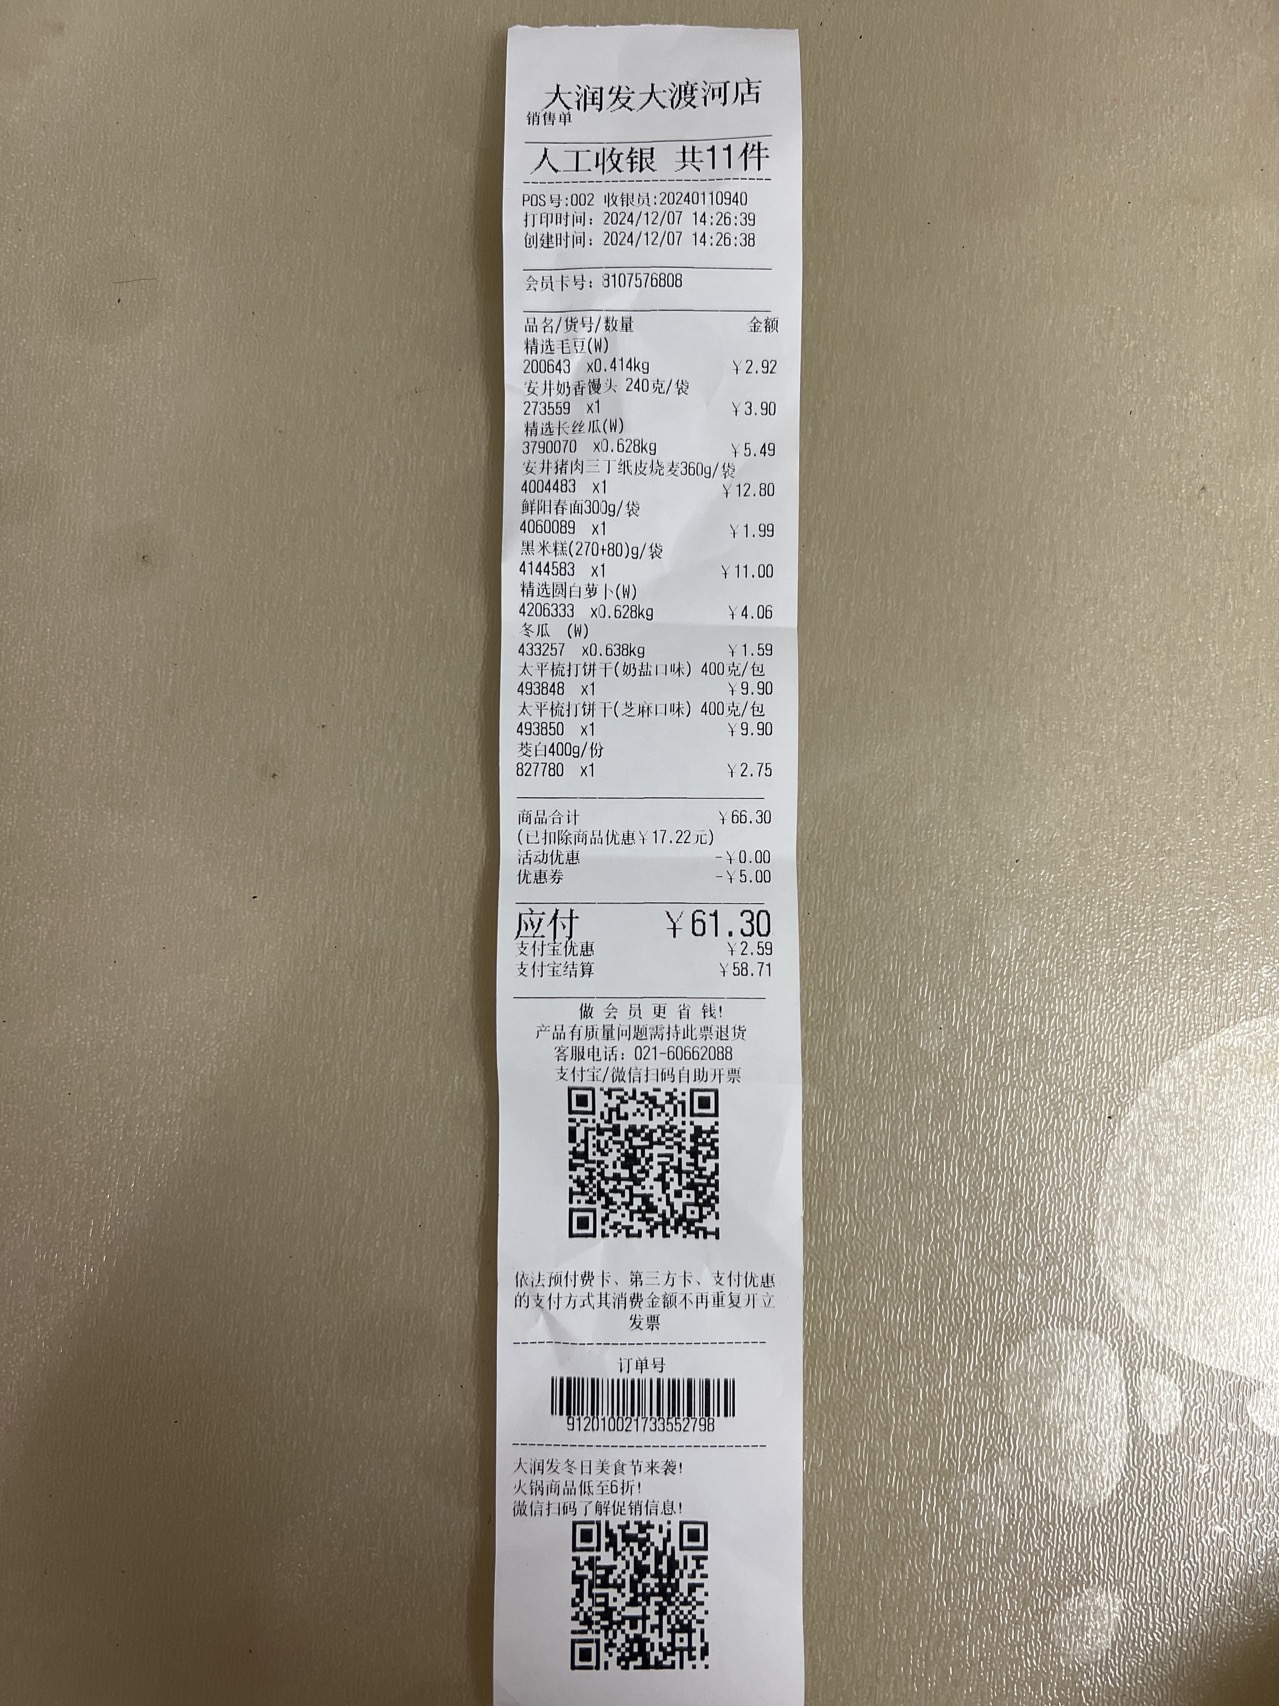 大润发大渡河店
销售单
人工收银 共11件
POS号:002 收银员:20240110940
打印时间: 2024/12/07 14:26:39
创建时间: 2024/12/07 14:26:38
会员卡号: 8107576808
品名/货号/数量 金额
精选毛豆(W)
200643 x0.414kg ¥2.92
安井奶香馒头 240克/袋
273559 x1 ¥3.90
精选长丝瓜(W)
3790070 x0.628kg ¥5.49
安井猪肉三丁纸皮烧麦360g/袋
4004483 x1 ¥12.80
鲜阳春面300g/袋
4060089 x1 ¥1.99
黑米糕(270+80)g/袋
4144583 x1 ¥11.00
精选圆白萝卜(W)
4206333 x0.628kg ¥4.06
冬瓜 (W)
433257 x0.638kg ¥1.59
太平梳打饼干(奶盐口味) 400克/包
493848 x1 ¥9.90
太平梳打饼干(芝麻口味) 400克/包
493850 x1 ¥9.90
茭白400g/份
827780 x1 ¥2.75
商品合计 ¥66.30
(已扣除商品优惠¥17.22元)
活动优惠 -¥0.00
优惠券 -¥5.00
应付 ¥61.30
支付宝优惠 ¥2.59
支付宝结算 ¥58.71
做 会 员 更 省 钱!
产品有质量问题需持此票退货
客服电话: 021-60662088
支付宝/微信扫码自助开票
依法预付费卡、第三方卡、支付优惠
的支付方式其消费金额不再重复开立
发票
订单号
912010021733552798
大润发冬日美食节来袭!
火锅商品低至6折!
微信扫码了解促销信息!